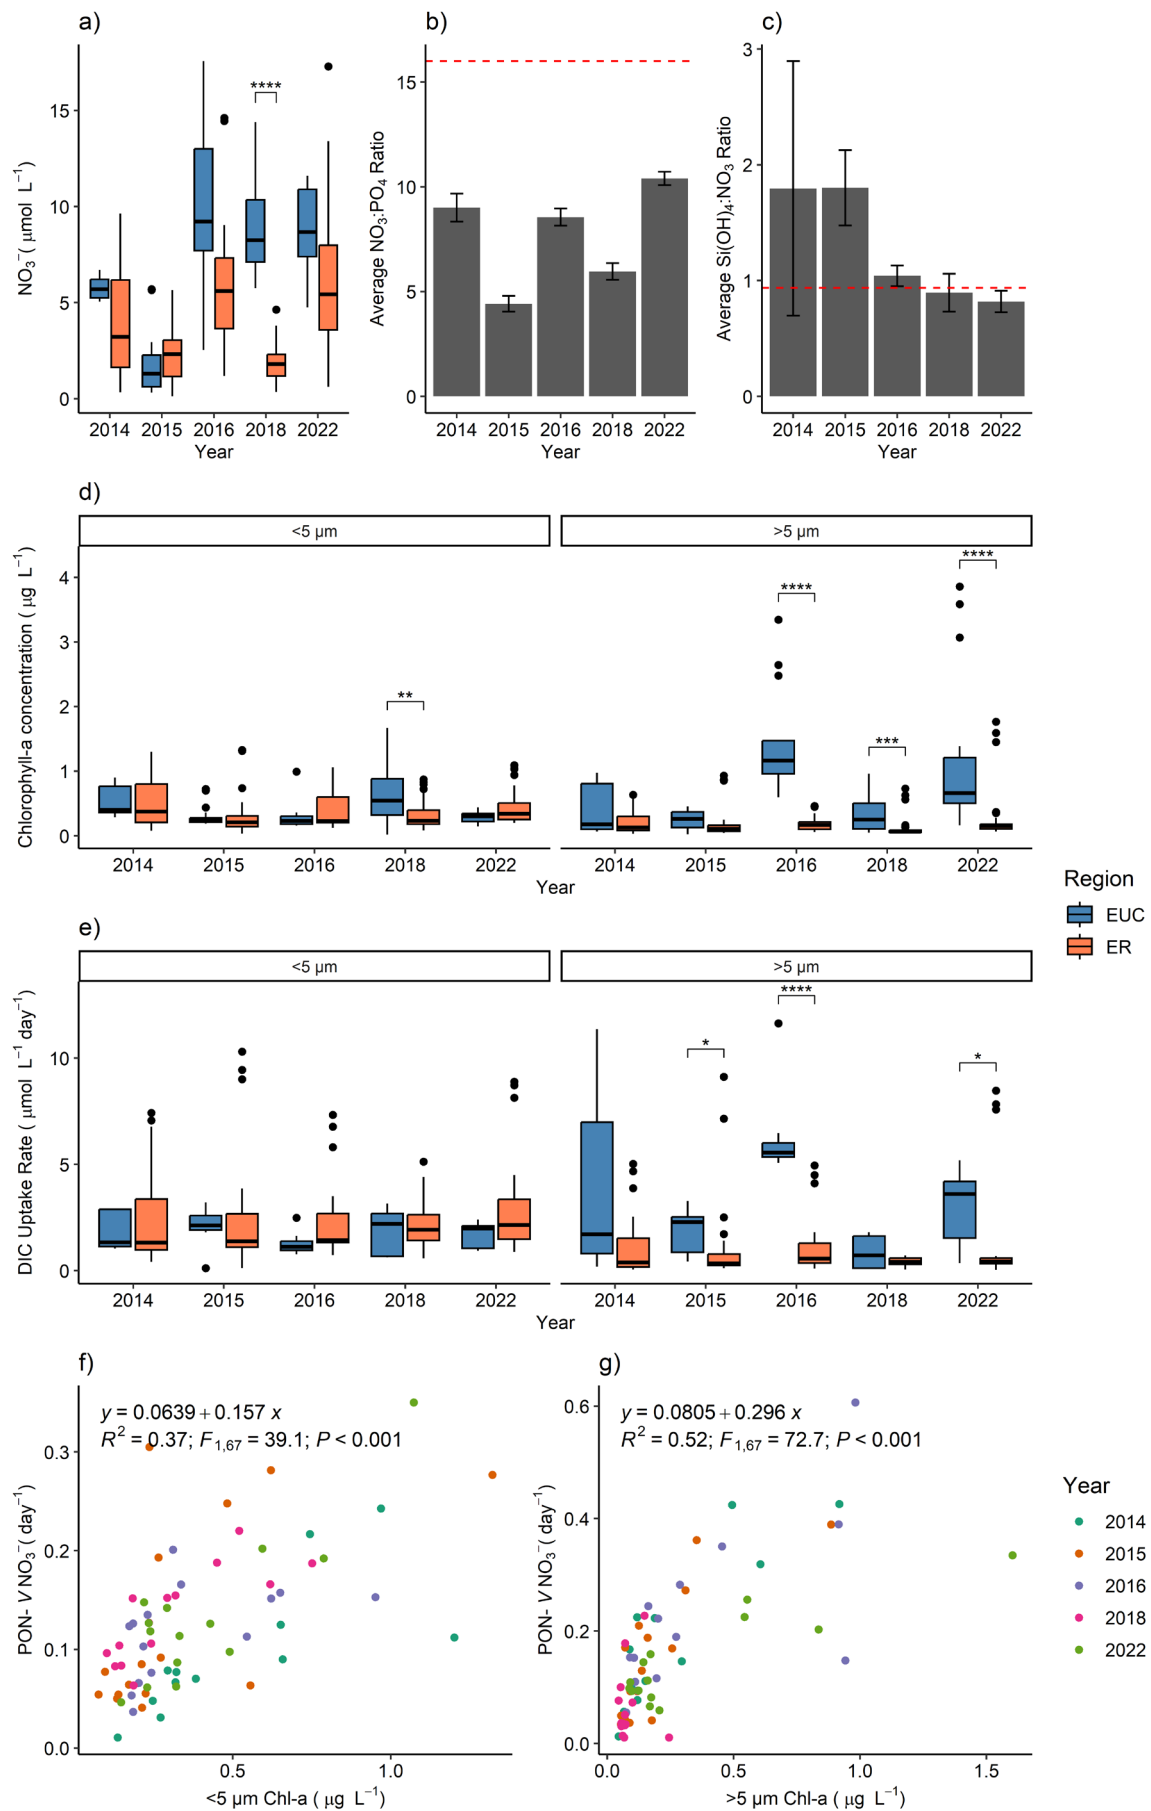 a)
b)
c)
NO₃⁻( μmol L⁻¹)
15
10
5
0
****
2014 2015 2016 2018 2022
Year
Average NO₃:PO₄ Ratio
15
10
5
0
2014 2015 2016 2018 2022
Year
Average Si(OH)₄:NO₃ Ratio
3
2
1
0
2014 2015 2016 2018 2022
Year
d)
<5 μm
>5 μm
Chlorophyll-a concentration ( μg L⁻¹)
4
3
2
1
0
**
****
***
****
2014 2015 2016 2018 2022
2014 2015 2016 2018 2022
Year
Region
EUC
ER
e)
<5 μm
>5 μm
DIC Uptake Rate ( μmol L⁻¹ day⁻¹)
10
5
0
*
****
*
2014 2015 2016 2018 2022
2014 2015 2016 2018 2022
Year
f)
y = 0.0639 + 0.157 x
R² = 0.37; F₁,₆₇ = 39.1; P < 0.001
PON- V NO₃⁻( day⁻¹)
0.3
0.2
0.1
0.0
0.5 1.0
<5 μm Chl-a ( μg L⁻¹)
g)
y = 0.0805 + 0.296 x
R² = 0.52; F₁,₆₇ = 72.7; P < 0.001
PON- V NO₃⁻( day⁻¹)
0.6
0.4
0.2
0.0
0.0 0.5 1.0 1.5
>5 μm Chl-a ( μg L⁻¹)
Year
2014
2015
2016
2018
2022